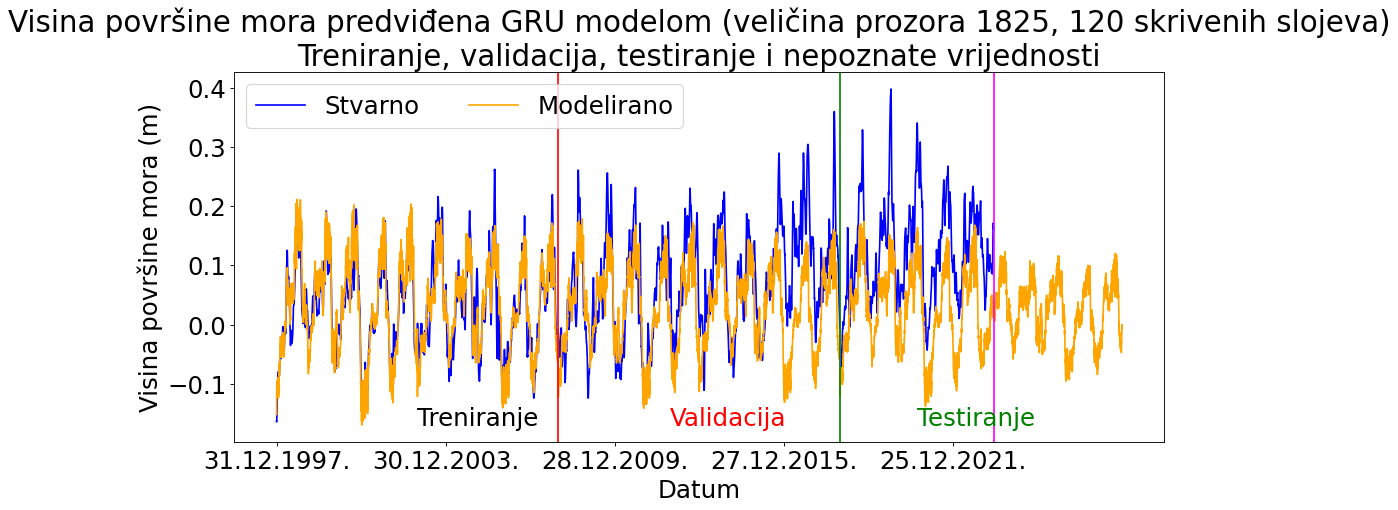 Visina površine mora predviđena GRU modelom (veličina prozora 1825, 120 skrivenih slojeva)
Treniranje, validacija, testiranje i nepoznate vrijednosti
Stvarno
Modelirano
Visina površine mora (m)
0.4
0.3
0.2
0.1
0.0
−0.1
Treniranje
Validacija
Testiranje
31.12.1997.
30.12.2003.
28.12.2009.
27.12.2015.
25.12.2021.
Datum